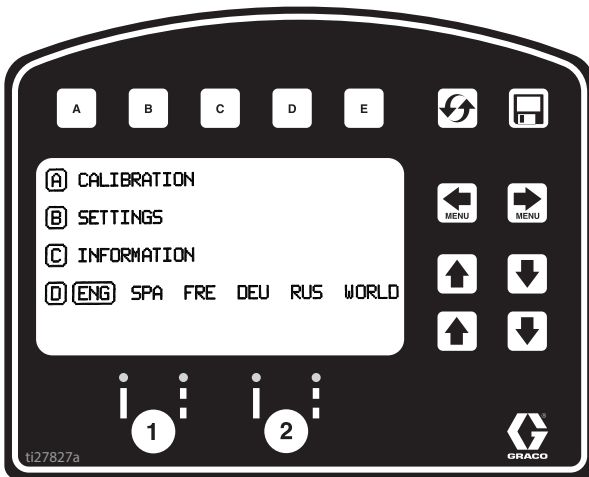 A B C D E
A CALIBRATION
MENU MENU
B SETTINGS
C INFORMATION
D ENG SPA FRE DEU RUS WORLD
1 2
GRACO
ti27827a